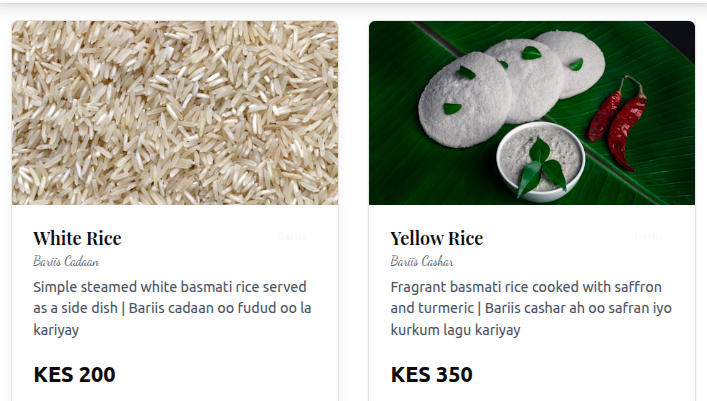 White Rice
Bariis
Bariis Cadaan
Simple steamed white basmati rice served
as a side dish | Bariis cadaan oo fudud oo la
kariyay
KES 200
Yellow Rice
Bariis
Bariis Cashar
Fragrant basmati rice cooked with saffron
and turmeric | Bariis cashar ah oo safran iyo
kurkum lagu kariyay
KES 350